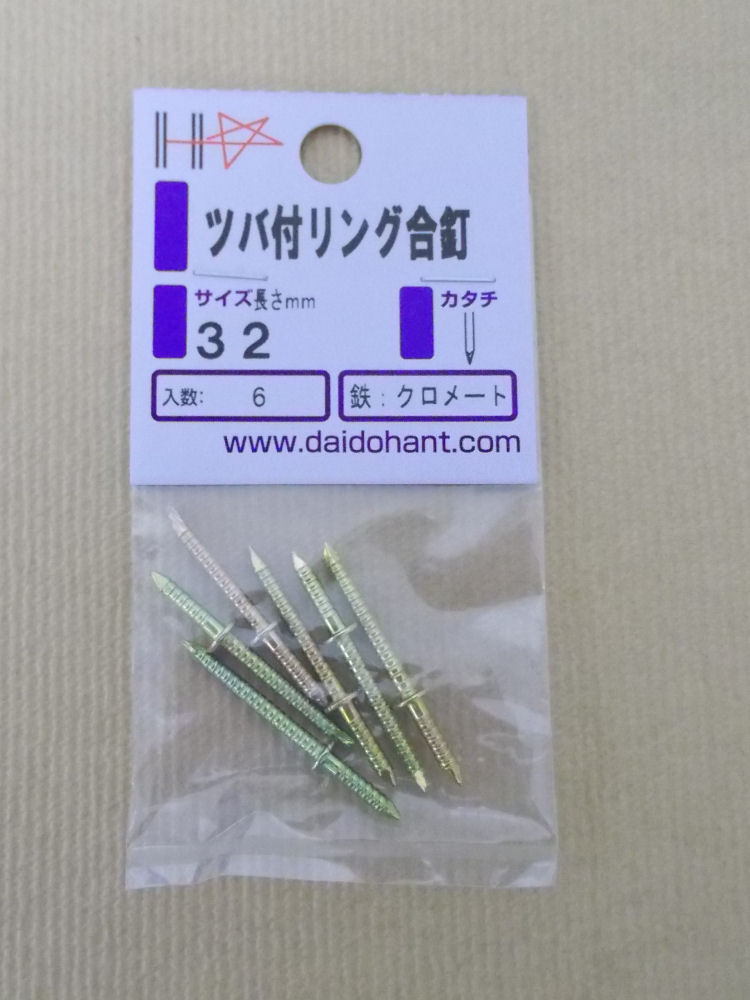 ツバ付リング合釘
サイズ長さmm カタチ
32
入数: 6 鉄:クロメート
www.daidohant.com